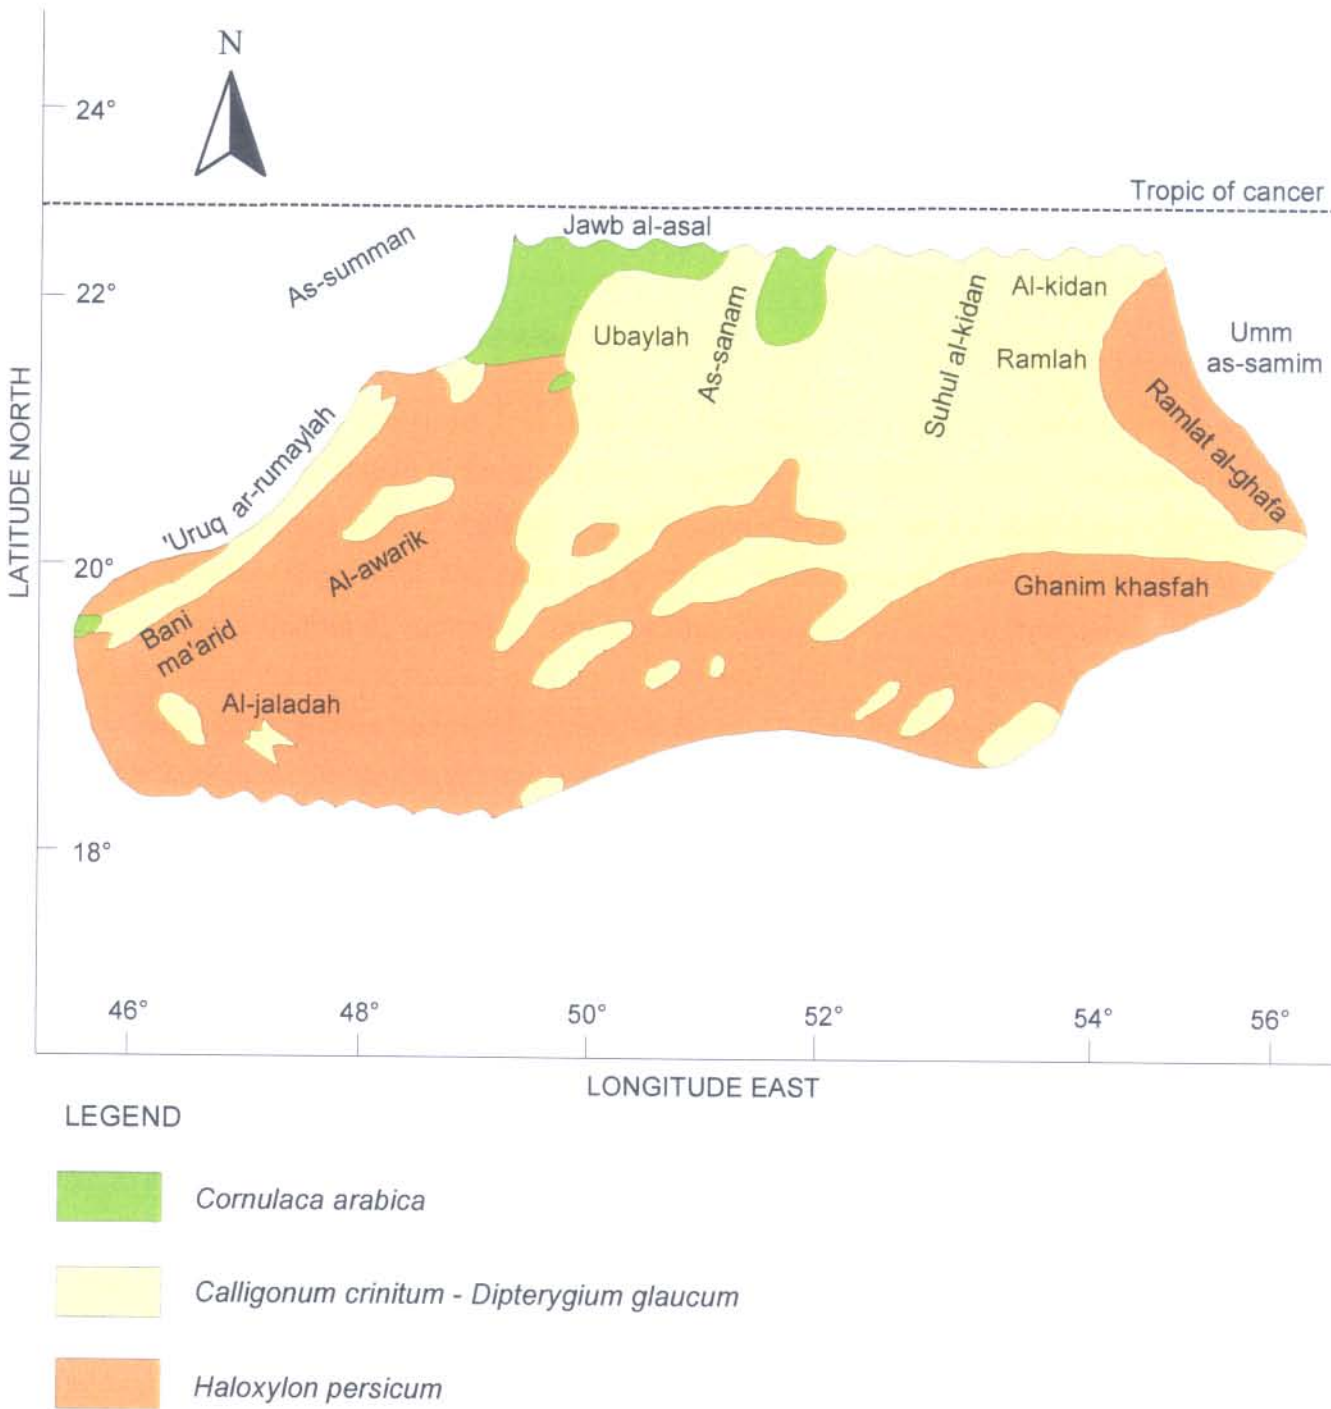 N
24°
Tropic of cancer
Jawb al-asal
As-summan
22°
Al-kidan
Ubaylah
As-sanam
Suhul al-kidan
Ramlah
Umm
as-samim
Ramlat al-ghafa
'Uruq ar-rumaylah
LATITUDE NORTH
20°
Al-awarik
Ghanim khasfah
Bani
ma'arid
Al-jaladah
18°
46°
48°
50°
52°
54°
56°
LONGITUDE EAST
LEGEND
Cornulaca arabica
Calligonum crinitum - Dipterygium glaucum
Haloxylon persicum